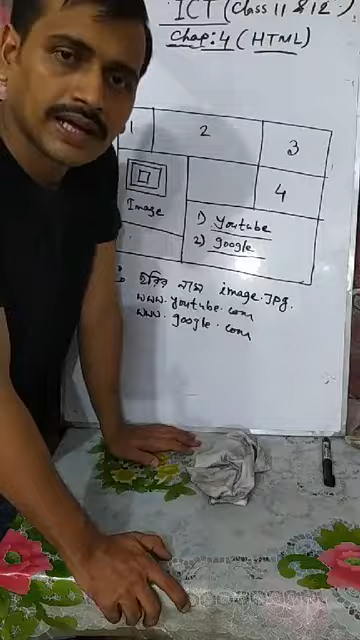 ICT (Class 11 & 12)
Chap: 4 (HTML)
1 2 3
4
Image
1) Youtube
2) google
ছবির নাম image.jpg.
www.youtube.com
www.google.com